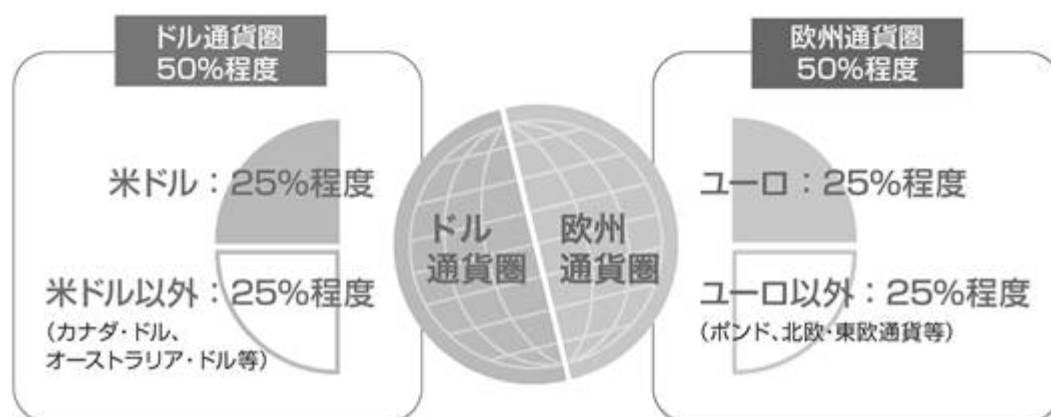 ドル通貨圏
50%程度
米ドル：25%程度
米ドル以外：25%程度
（カナダ・ドル、
オーストラリア・ドル等）
ドル
通貨圏
欧州
通貨圏
欧州通貨圏
50%程度
ユーロ：25%程度
ユーロ以外：25%程度
（ポンド、北欧・東欧通貨等）